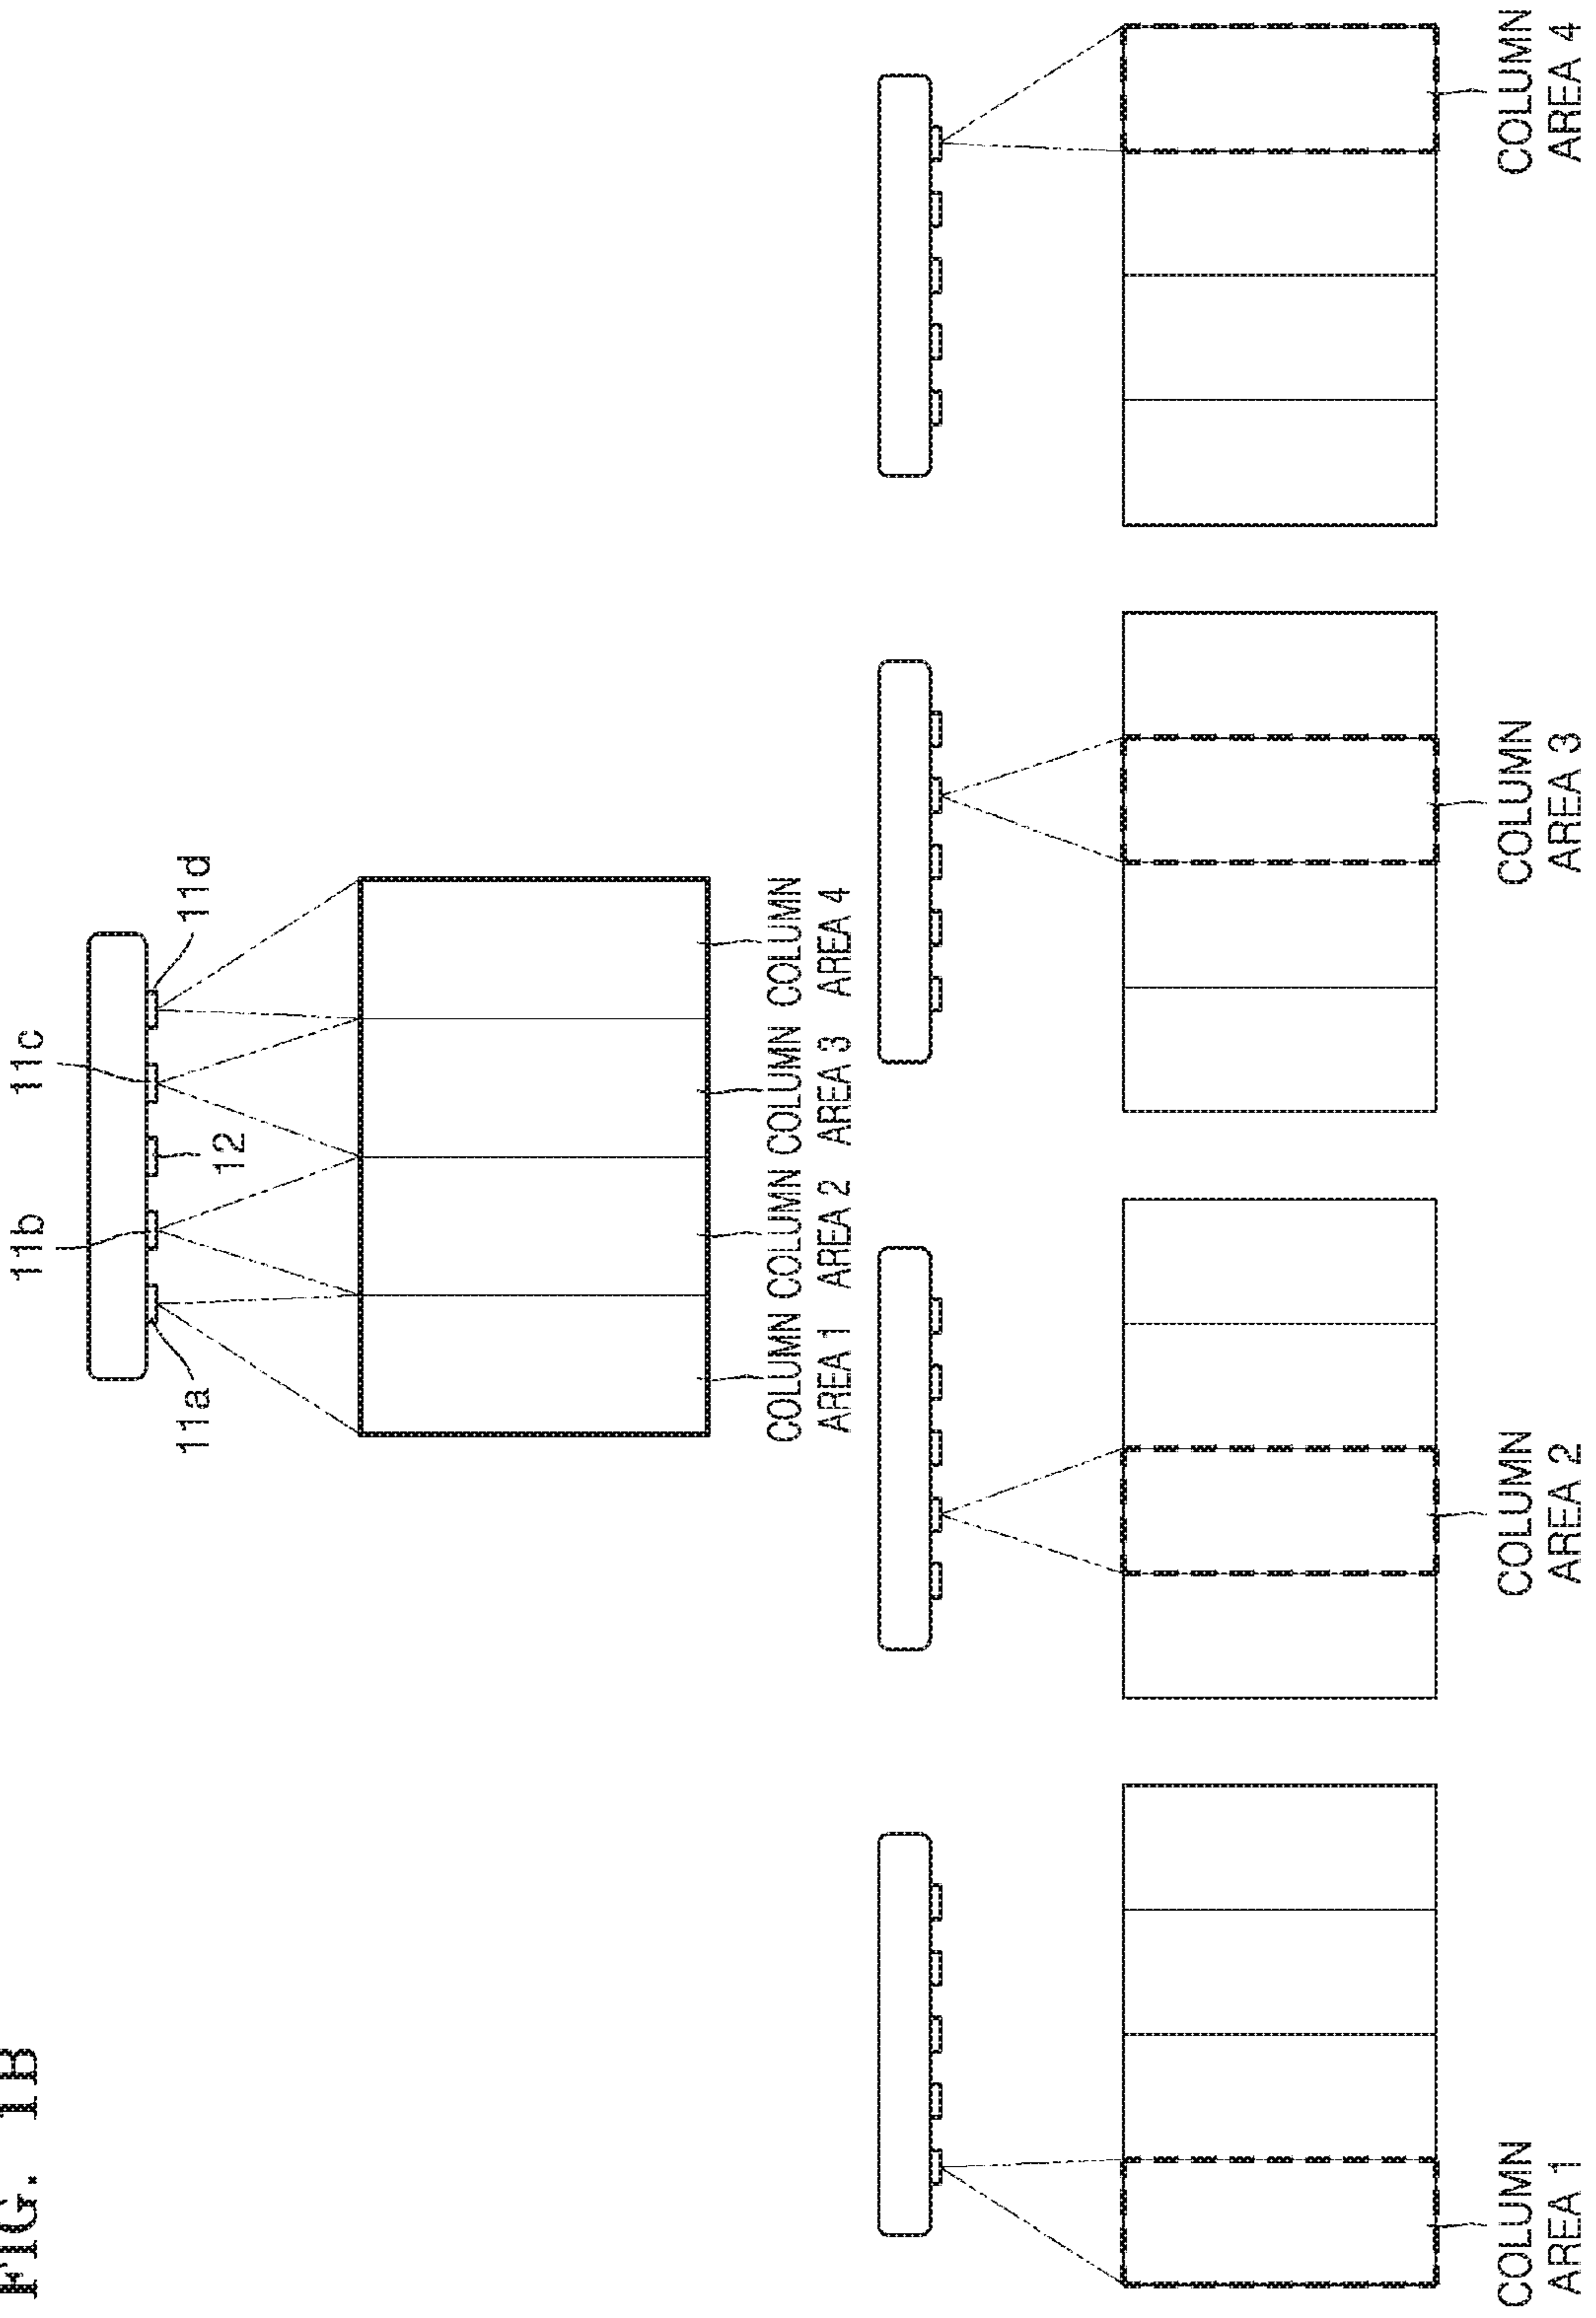 FIG. 1B
11b 11c
11a 11d
12
COLUMN COLUMN COLUMN COLUMN
AREA 1 AREA 2 AREA 3 AREA 4
COLUMN
AREA 1
COLUMN
AREA 2
COLUMN
AREA 3
COLUMN
AREA 4